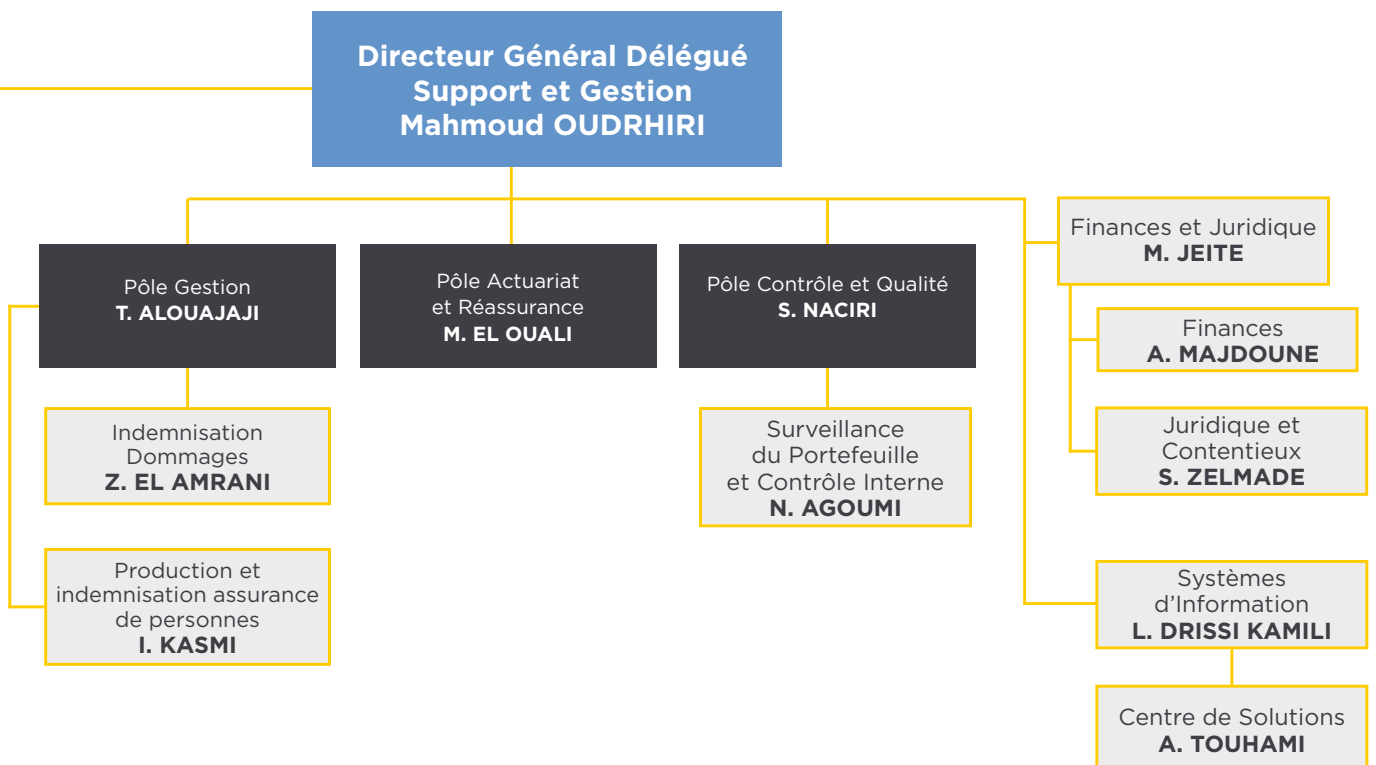 Directeur Général Délégué
Support et Gestion
Mahmoud OUDRHIRI
Pôle Gestion
T. ALOUAJAJI
Pôle Actuariat
et Réassurance
M. EL OUALI
Pôle Contrôle et Qualité
S. NACIRI
Finances et Juridique
M. JEITE
Finances
A. MAJDOUNE
Juridique et
Contentieux
S. ZELMADE
Indemnisation
Dommages
Z. EL AMRANI
Surveillance
du Portefeuille
et Contrôle Interne
N. AGOUMI
Production et
indemnisation assurance
de personnes
I. KASMI
Systèmes
d’Information
L. DRISSI KAMILI
Centre de Solutions
A. TOUHAMI